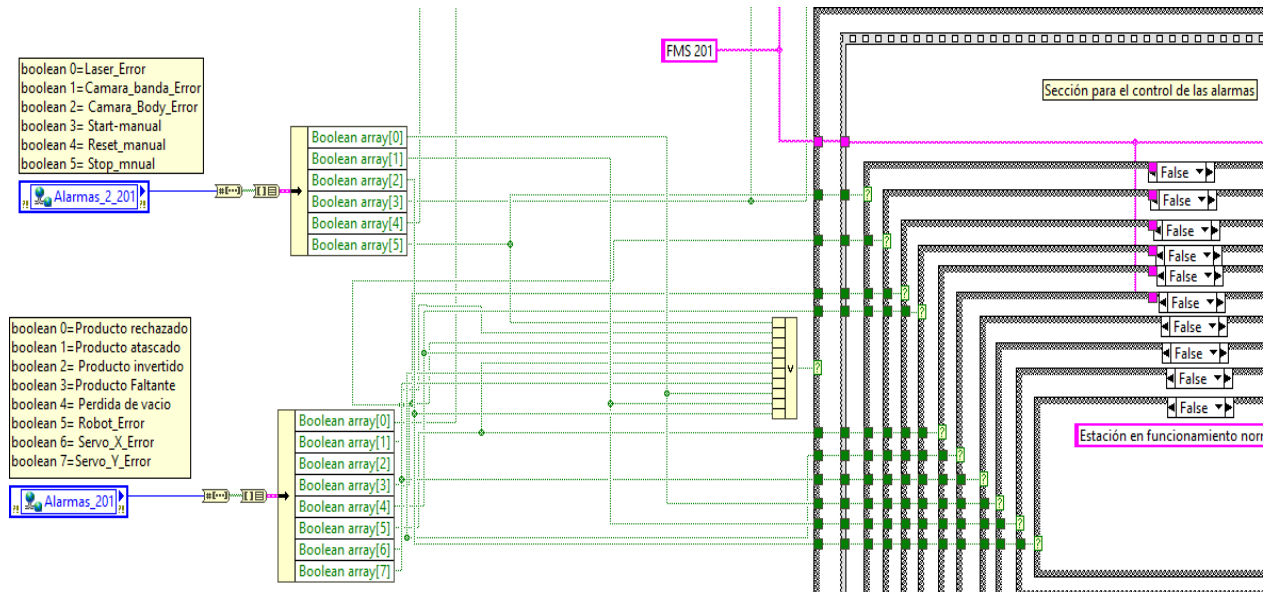 FMS 201
boolean 0=Laser_Error
boolean 1=Camara_banda_Error
boolean 2= Camara_Body_Error
boolean 3= Start-manual
boolean 4= Reset_manual
boolean 5= Stop_mnual
Alarmas_2_201
#[...]
Boolean array[0]
Boolean array[1]
Boolean array[2]
Boolean array[3]
Boolean array[4]
Boolean array[5]
Sección para el control de las alarmas
False
False
False
False
False
False
False
False
False
False
boolean 0=Producto rechazado
boolean 1=Producto atascado
boolean 2= Producto invertido
boolean 3=Producto Faltante
boolean 4= Perdida de vacio
boolean 5= Robot_Error
boolean 6= Servo_X_Error
boolean 7=Servo_Y_Error
Alarmas_201
#[...]
Boolean array[0]
Boolean array[1]
Boolean array[2]
Boolean array[3]
Boolean array[4]
Boolean array[5]
Boolean array[6]
Boolean array[7]
Estación en funcionamiento norm